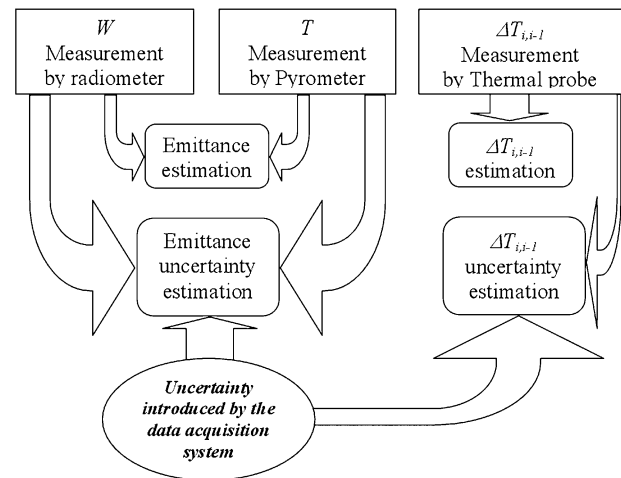 W
Measurement
by radiometer
T
Measurement
by Pyrometer
ΔT_{i,i-1}
Measurement
by Thermal probe
Emittance
estimation
ΔT_{i,i-1}
estimation
Emittance
uncertainty
estimation
ΔT_{i,i-1}
uncertainty
estimation
Uncertainty
introduced by the
data acquisition
system